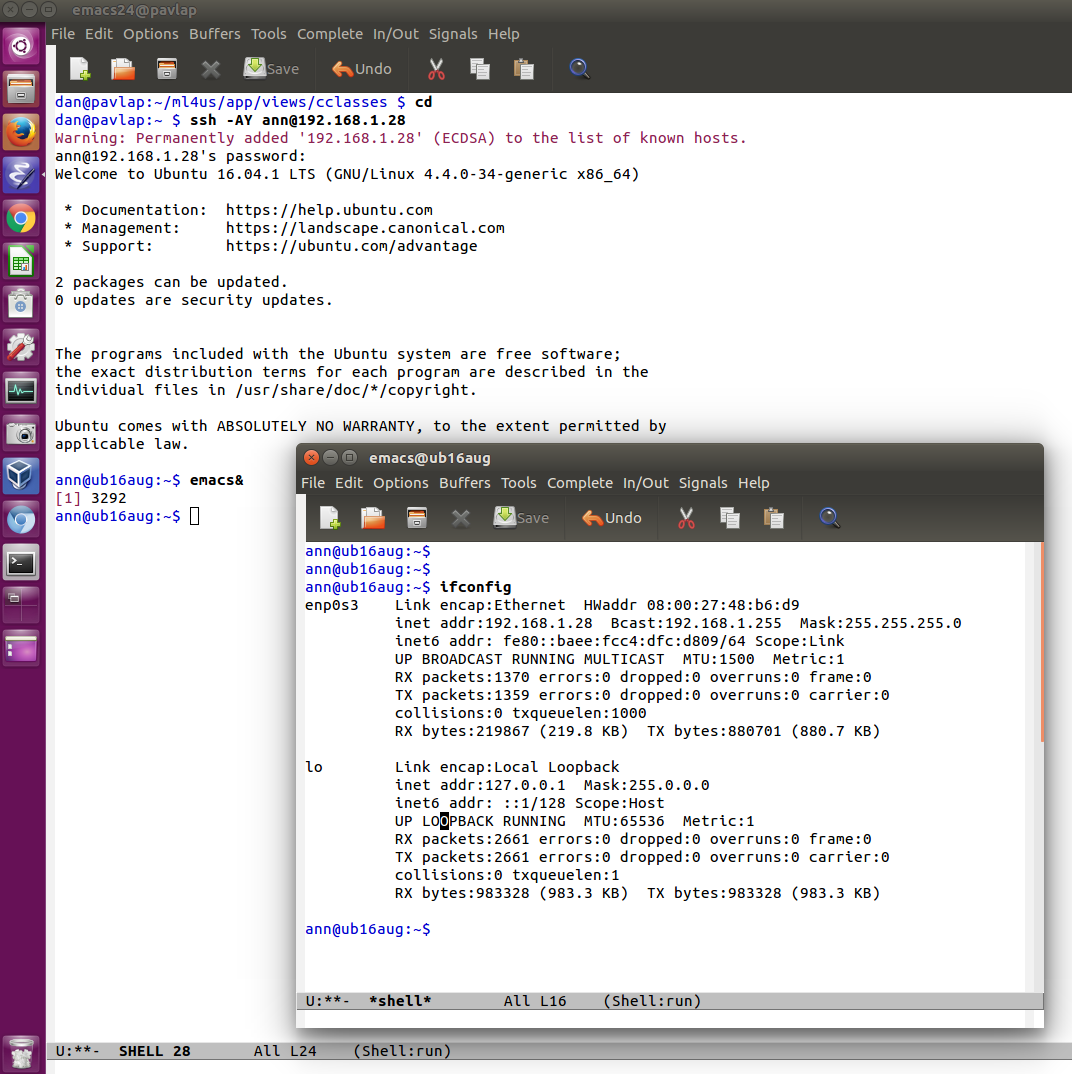 emacs24@pavlap
File Edit Options Buffers Tools Complete In/Out Signals Help
Save Undo
dan@pavlap:~/ml4us/app/views/cclasses $ cd
dan@pavlap:~ $ ssh -AY ann@192.168.1.28
Warning: Permanently added '192.168.1.28' (ECDSA) to the list of known hosts.
ann@192.168.1.28's password:
Welcome to Ubuntu 16.04.1 LTS (GNU/Linux 4.4.0-34-generic x86_64)
* Documentation:  https://help.ubuntu.com
* Management:     https://landscape.canonical.com
* Support:        https://ubuntu.com/advantage
2 packages can be updated.
0 updates are security updates.
The programs included with the Ubuntu system are free software;
the exact distribution terms for each program are described in the
individual files in /usr/share/doc/*/copyright.
Ubuntu comes with ABSOLUTELY NO WARRANTY, to the extent permitted by
applicable law.
ann@ub16aug:~$ emacs&
[1] 3292
ann@ub16aug:~$
emacs@ub16aug
File Edit Options Buffers Tools Complete In/Out Signals Help
Save Undo
ann@ub16aug:~$
ann@ub16aug:~$
ann@ub16aug:~$ ifconfig
enp0s3    Link encap:Ethernet  HWaddr 08:00:27:48:b6:d9
inet addr:192.168.1.28  Bcast:192.168.1.255  Mask:255.255.255.0
inet6 addr: fe80::baee:fcc4:dfc:d809/64 Scope:Link
UP BROADCAST RUNNING MULTICAST  MTU:1500  Metric:1
RX packets:1370 errors:0 dropped:0 overruns:0 frame:0
TX packets:1359 errors:0 dropped:0 overruns:0 carrier:0
collisions:0 txqueuelen:1000
RX bytes:219867 (219.8 KB)  TX bytes:880701 (880.7 KB)
lo        Link encap:Local Loopback
inet addr:127.0.0.1  Mask:255.0.0.0
inet6 addr: ::1/128 Scope:Host
UP LOOPBACK RUNNING  MTU:65536  Metric:1
RX packets:2661 errors:0 dropped:0 overruns:0 frame:0
TX packets:2661 errors:0 dropped:0 overruns:0 carrier:0
collisions:0 txqueuelen:1
RX bytes:983328 (983.3 KB)  TX bytes:983328 (983.3 KB)
ann@ub16aug:~$
U:**-  *shell*        All L16    (Shell:run)
U:**-  SHELL 28       All L24    (Shell:run)